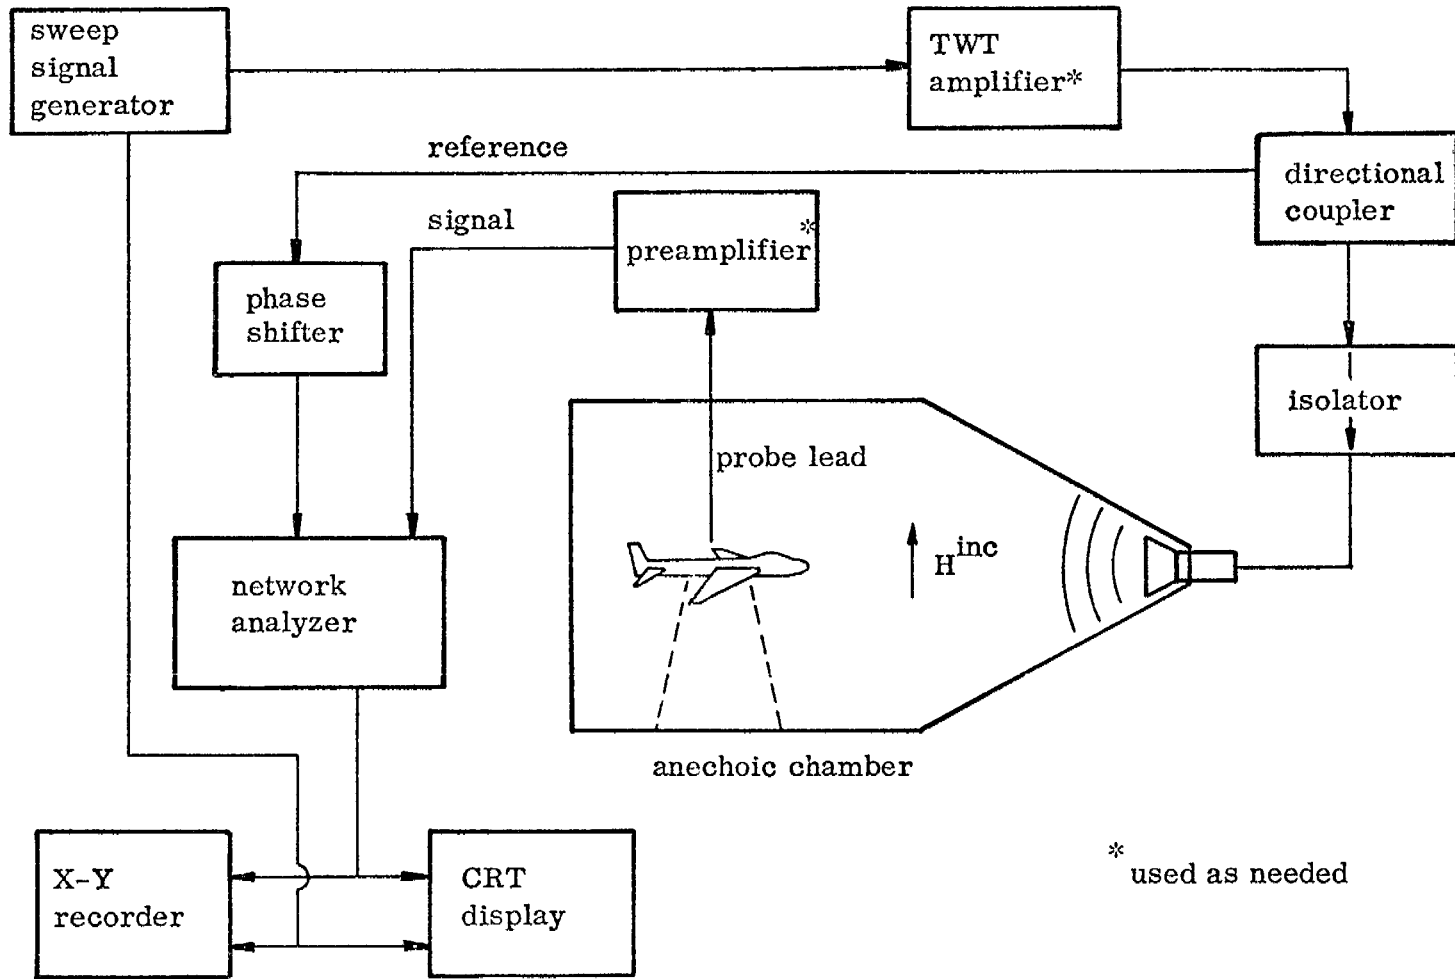 sweep
signal
generator
TWT
amplifier*
reference
directional
coupler
signal
preamplifier*
phase
shifter
isolator
probe lead
H^inc
network
analyzer
anechoic chamber
X-Y
recorder
CRT
display
* used as needed